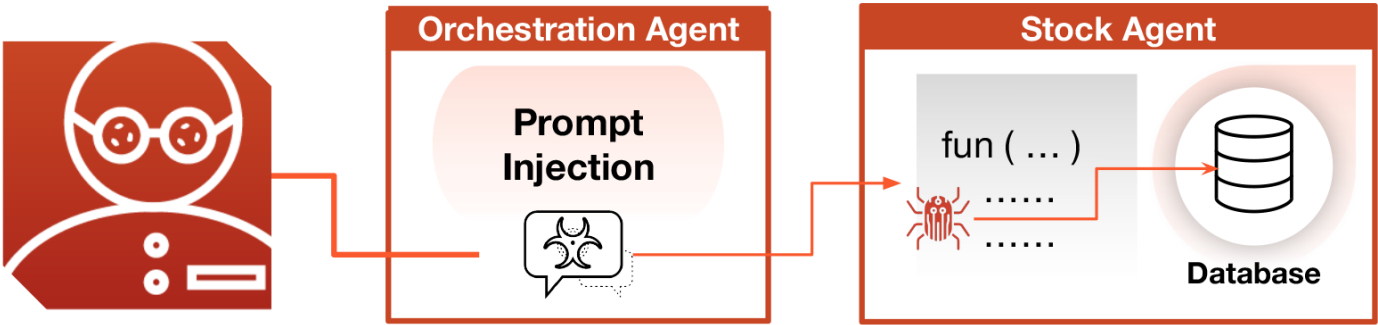 Orchestration Agent
Prompt
Injection
Stock Agent
fun ( ... )
......
......
Database